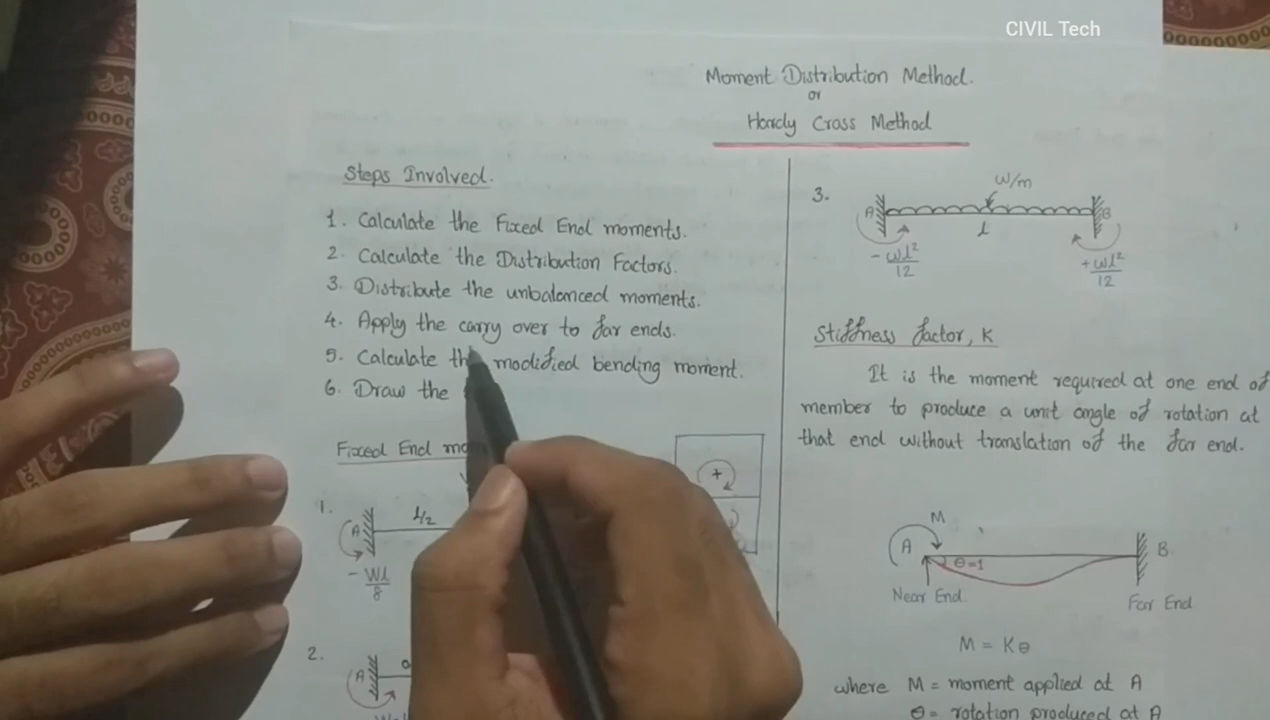 CIVIL Tech
Moment Distribution Method.
or
Hardy Cross Method
Steps Involved.
1. Calculate the Fixed End moments.
2. Calculate the Distribution Factors.
3. Distribute the unbalanced moments.
4. Apply the carry over to far ends.
5. Calculate the modified bending moment.
6. Draw the
Fixed End
1.
A
l/2
- Wl/8
+
2.
A
a
3.
W/m
A
B
l
- Wl²/12
+ Wl²/12
Stiffness factor, K
It is the moment required at one end of
member to produce a unit angle of rotation at
that end without translation of the far end.
M
A
θ=1
B
Near End
Far End
M = Kθ
where M = moment applied at A
θ = rotation produced at A